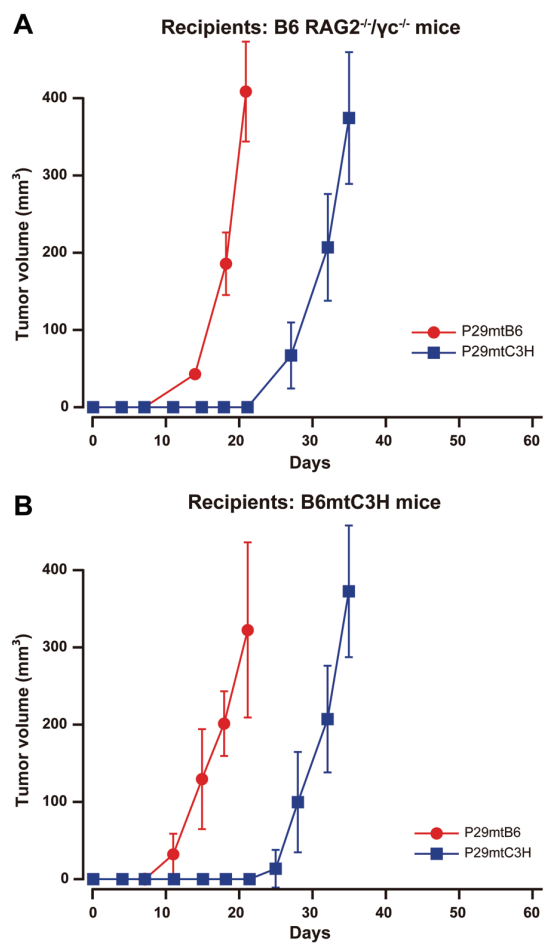 A
Recipients: B6 RAG2-/-/γc-/- mice
Tumor volume (mm3)
400
300
200
100
0
P29mtB6
P29mtC3H
0 10 20 30 40 50 60
Days
B
Recipients: B6mtC3H mice
Tumor volume (mm3)
400
300
200
100
0
P29mtB6
P29mtC3H
0 10 20 30 40 50 60
Days